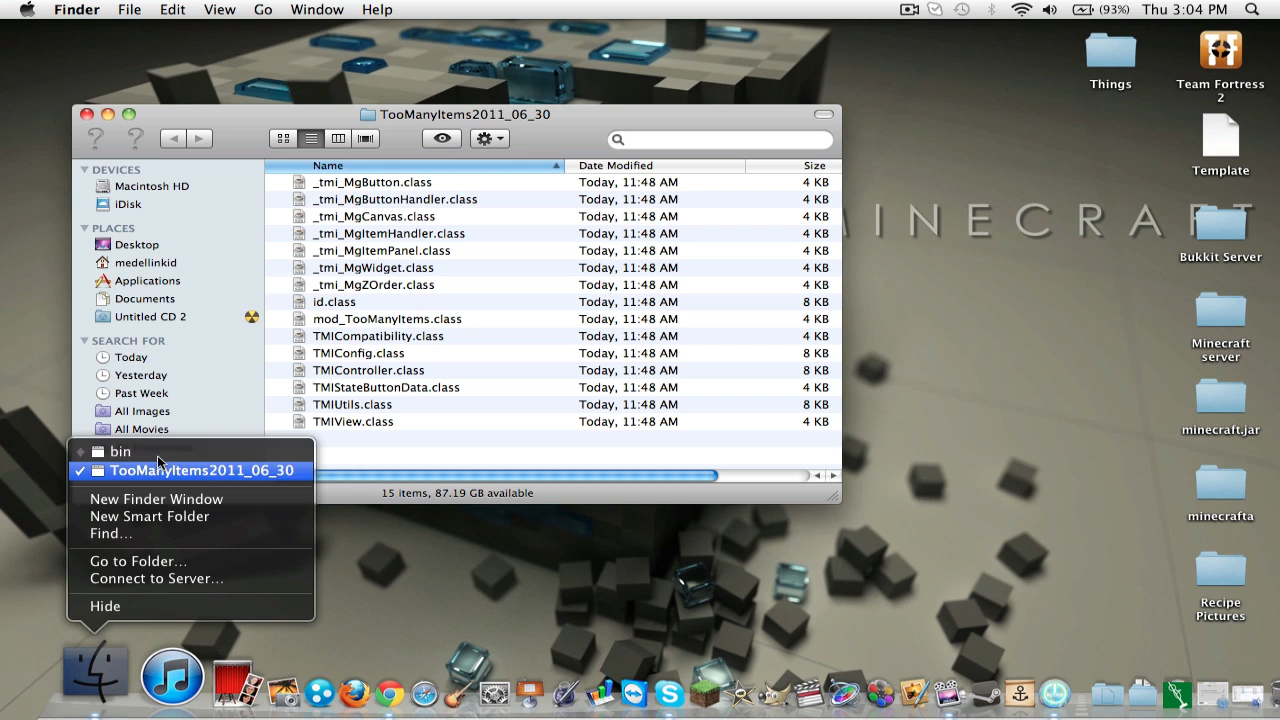 Finder File Edit View Go Window Help (93%) Thu 3:04 PM
TooManyItems2011_06_30
Name Date Modified Size
_tmi_MgButton.class Today, 11:48 AM 4 KB
_tmi_MgButtonHandler.class Today, 11:48 AM 4 KB
_tmi_MgCanvas.class Today, 11:48 AM 4 KB
_tmi_MgItemHandler.class Today, 11:48 AM 4 KB
_tmi_MgItemPanel.class Today, 11:48 AM 4 KB
_tmi_MgWidget.class Today, 11:48 AM 4 KB
_tmi_MgZOrder.class Today, 11:48 AM 4 KB
id.class Today, 11:48 AM 8 KB
mod_TooManyItems.class Today, 11:48 AM 4 KB
TMICompatibility.class Today, 11:48 AM 4 KB
TMIConfig.class Today, 11:48 AM 8 KB
TMIController.class Today, 11:48 AM 8 KB
TMIStateButtonData.class Today, 11:48 AM 4 KB
TMIUtils.class Today, 11:48 AM 8 KB
TMIView.class Today, 11:48 AM 4 KB
15 items, 87.19 GB available
DEVICES
Macintosh HD
iDisk
PLACES
Desktop
medellinkid
Applications
Documents
Untitled CD 2
SEARCH FOR
Today
Yesterday
Past Week
All Images
All Movies
bin
TooManyItems2011_06_30
New Finder Window
New Smart Folder
Find...
Go to Folder...
Connect to Server...
Hide
MINECRAFT
Things
Team Fortress
2
Template
Bukkit Server
Minecraft
server
minecraft.jar
minecrafta
Recipe
Pictures